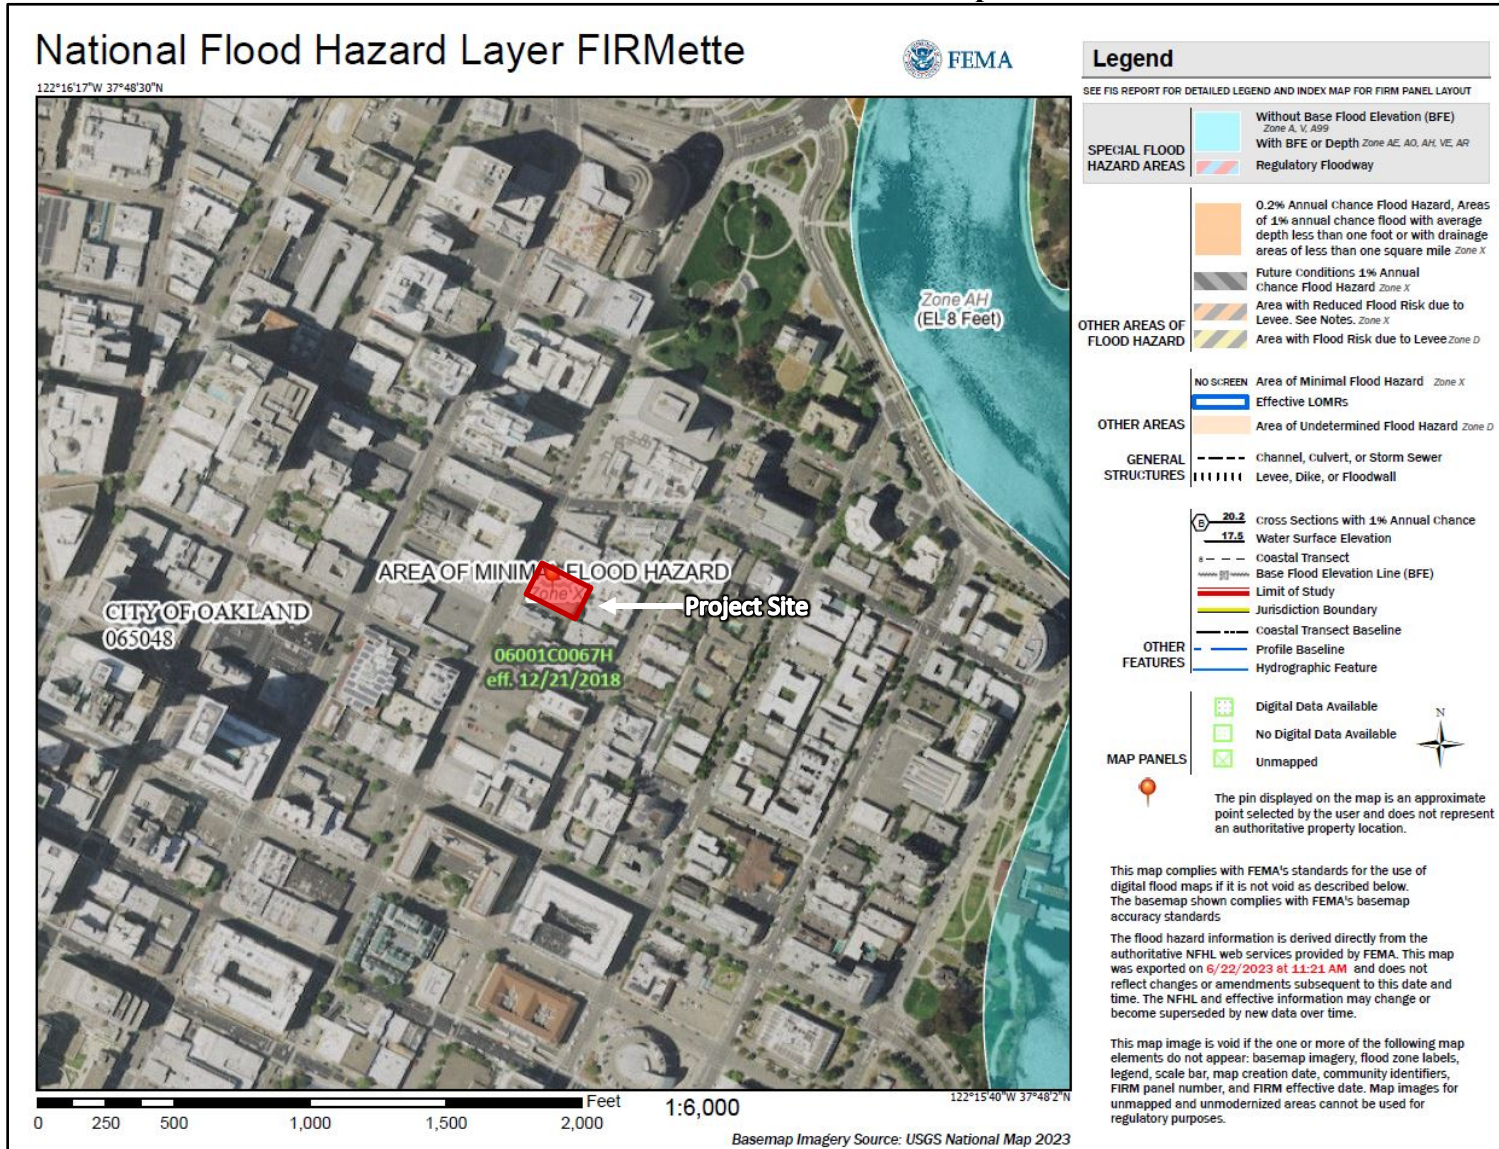 National Flood Hazard Layer FIRMette
FEMA
122°16'17"W 37°48'30"N
Zone AH
(EL 8 Feet)
AREA OF MINIMAL FLOOD HAZARD
Zone X
Project Site
CITY OF OAKLAND
065048
06001C0067H
eff. 12/21/2018
122°15'40"W 37°48'2"N
Feet
1:6,000
0 250 500 1,000 1,500 2,000
Basemap Imagery Source: USGS National Map 2023
Legend
SEE FIS REPORT FOR DETAILED LEGEND AND INDEX MAP FOR FIRM PANEL LAYOUT
SPECIAL FLOOD
HAZARD AREAS
Without Base Flood Elevation (BFE)
Zone A, V, A99
With BFE or Depth Zone AE, AO, AH, VE, AR
Regulatory Floodway
OTHER AREAS OF
FLOOD HAZARD
0.2% Annual Chance Flood Hazard, Areas
of 1% annual chance flood with average
depth less than one foot or with drainage
areas of less than one square mile Zone X
Future Conditions 1% Annual
Chance Flood Hazard Zone X
Area with Reduced Flood Risk due to
Levee. See Notes. Zone X
Area with Flood Risk due to Levee Zone D
OTHER AREAS
NO SCREEN Area of Minimal Flood Hazard Zone X
Effective LOMRs
Area of Undetermined Flood Hazard Zone D
GENERAL
STRUCTURES
Channel, Culvert, or Storm Sewer
Levee, Dike, or Floodwall
OTHER
FEATURES
B 20.2 Cross Sections with 1% Annual Chance
17.5 Water Surface Elevation
8 Coastal Transect
513 Base Flood Elevation Line (BFE)
Limit of Study
Jurisdiction Boundary
Coastal Transect Baseline
Profile Baseline
Hydrographic Feature
MAP PANELS
Digital Data Available
No Digital Data Available
Unmapped
N
The pin displayed on the map is an approximate
point selected by the user and does not represent
an authoritative property location.
This map complies with FEMA's standards for the use of
digital flood maps if it is not void as described below.
The basemap shown complies with FEMA's basemap
accuracy standards
The flood hazard information is derived directly from the
authoritative NFHL web services provided by FEMA. This map
was exported on 6/22/2023 at 11:21 AM and does not
reflect changes or amendments subsequent to this date and
time. The NFHL and effective information may change or
become superseded by new data over time.
This map image is void if the one or more of the following map
elements do not appear: basemap imagery, flood zone labels,
legend, scale bar, map creation date, community identifiers,
FIRM panel number, and FIRM effective date. Map images for
unmapped and unmodernized areas cannot be used for
regulatory purposes.